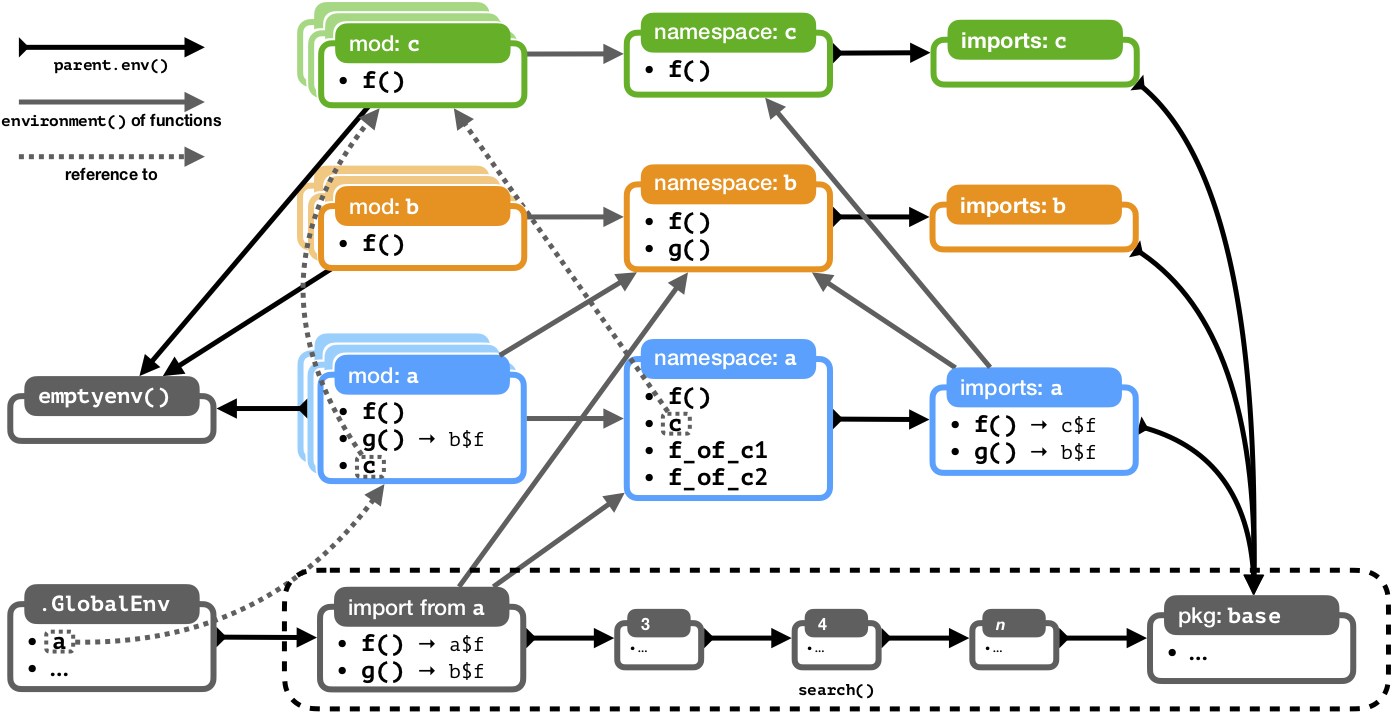 parent.env()
environment() of functions
reference to
mod: c
• f()
namespace: c
• f()
imports: c
mod: b
• f()
namespace: b
• f()
• g()
imports: b
emptyenv()
mod: a
• f()
• g() → b$f
• c
namespace: a
• f()
• c
• f_of_c1
• f_of_c2
imports: a
• f() → c$f
• g() → b$f
.GlobalEnv
• a
• ...
import from a
• f() → a$f
• g() → b$f
3
•...
4
•...
n
•...
pkg: base
• ...
search()